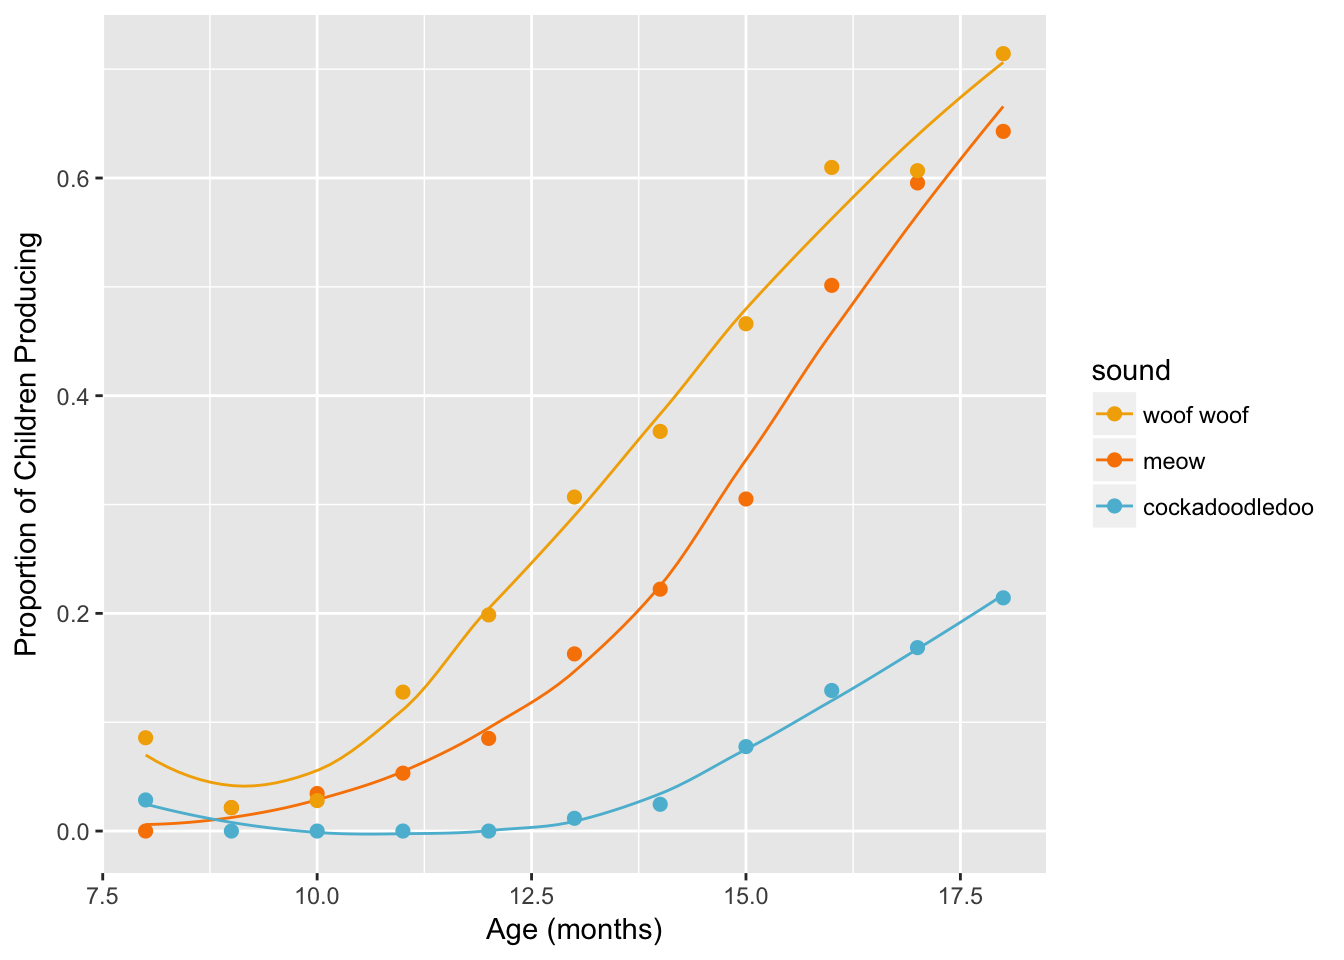 Proportion of Children Producing
0.6
0.4
0.2
0.0
7.5 10.0 12.5 15.0 17.5
Age (months)
sound
woof woof
meow
cockadoodledoo